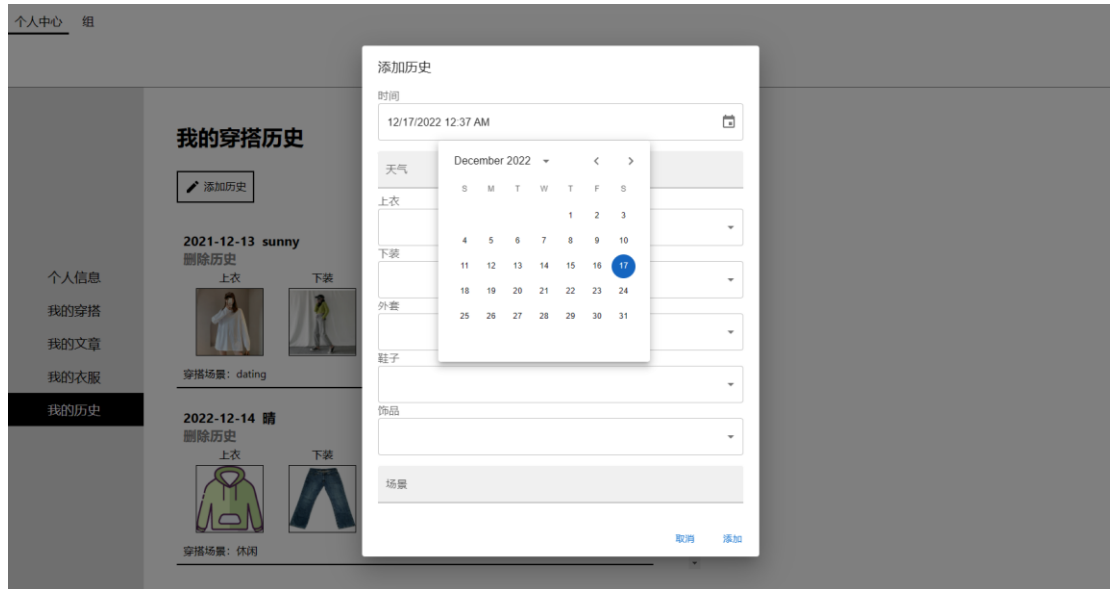 个人中心 组
添加历史
时间
12/17/2022 12:37 AM
我的穿搭历史
添加历史
December 2022
天气
S M T W T F S
上衣
1 2 3
4 5 6 7 8 9 10
下装
11 12 13 14 15 16 17
18 19 20 21 22 23 24
外套
25 26 27 28 29 30 31
鞋子
饰品
场景
取消 添加
2021-12-13 sunny
删除历史
上衣 下装
穿搭场景：dating
2022-12-14 晴
删除历史
上衣 下装
穿搭场景：休闲
个人信息
我的穿搭
我的文章
我的衣服
我的历史